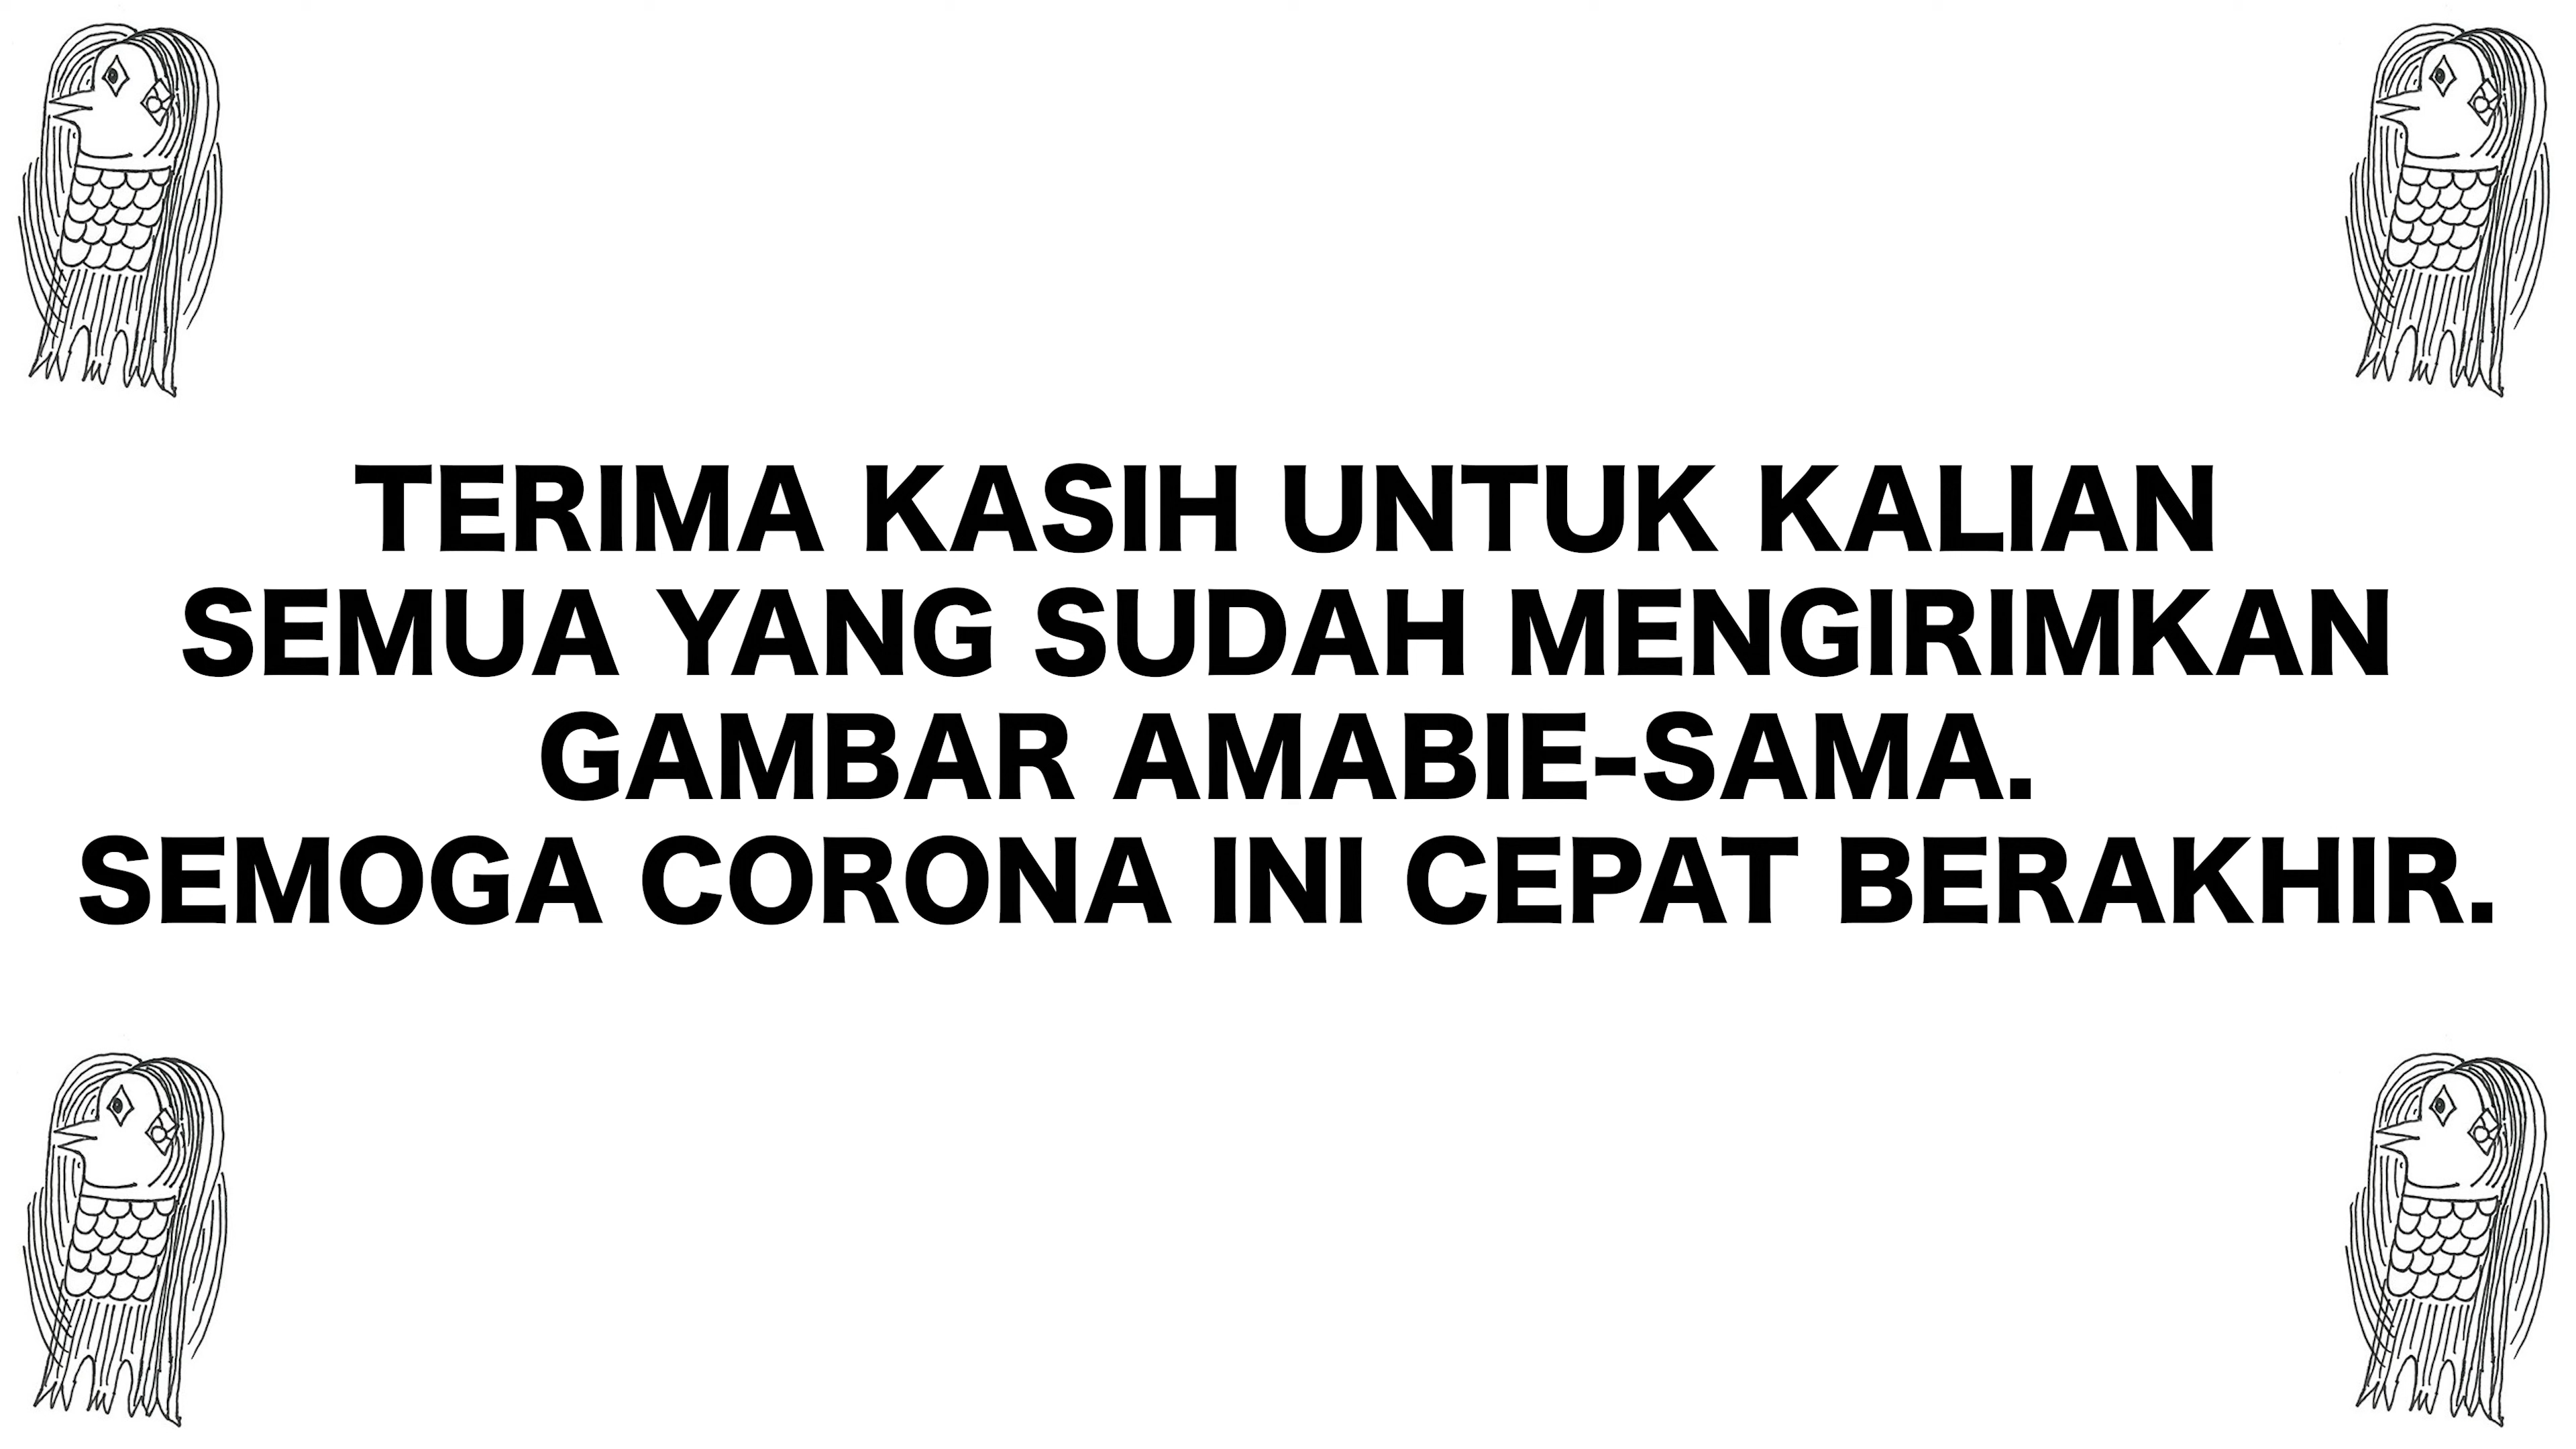 TERIMA KASIH UNTUK KALIAN
SEMUA YANG SUDAH MENGIRIMKAN
GAMBAR AMABIE-SAMA.
SEMOGA CORONA INI CEPAT BERAKHIR.